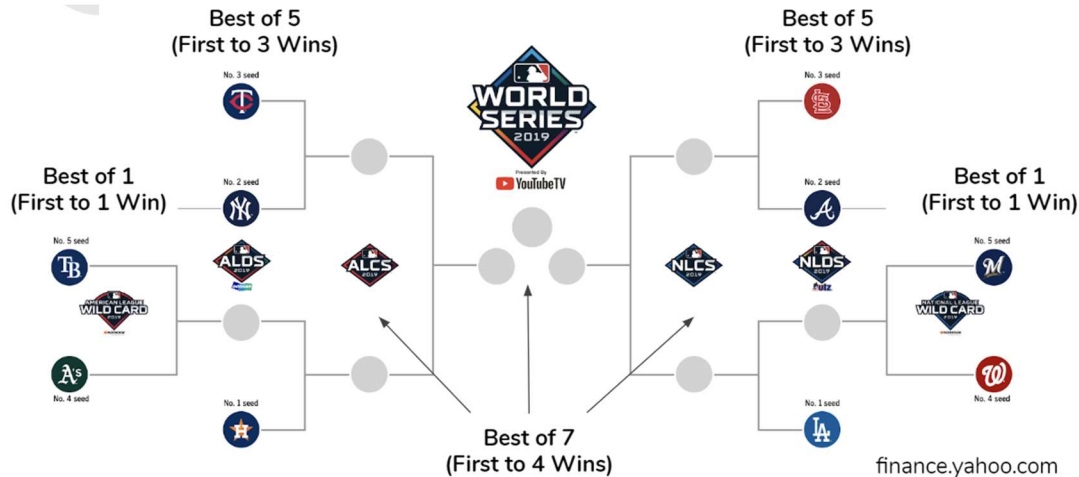 Best of 5
(First to 3 Wins)
Best of 5
(First to 3 Wins)
No. 3 seed
No. 3 seed
WORLD
SERIES
2019
Presented By
YouTubeTV
Best of 1
(First to 1 Win)
Best of 1
(First to 1 Win)
No. 2 seed
NY
No. 2 seed
A
No. 5 seed
TB
No. 5 seed
M
ALDS
2019
ALCS
2019
NLCS
2019
NLDS
2019
utz
AMERICAN LEAGUE
WILD CARD
2019
NATIONAL LEAGUE
WILD CARD
2019
A's
No. 4 seed
W
No. 4 seed
No. 1 seed
H
No. 1 seed
LA
Best of 7
(First to 4 Wins)
finance.yahoo.com